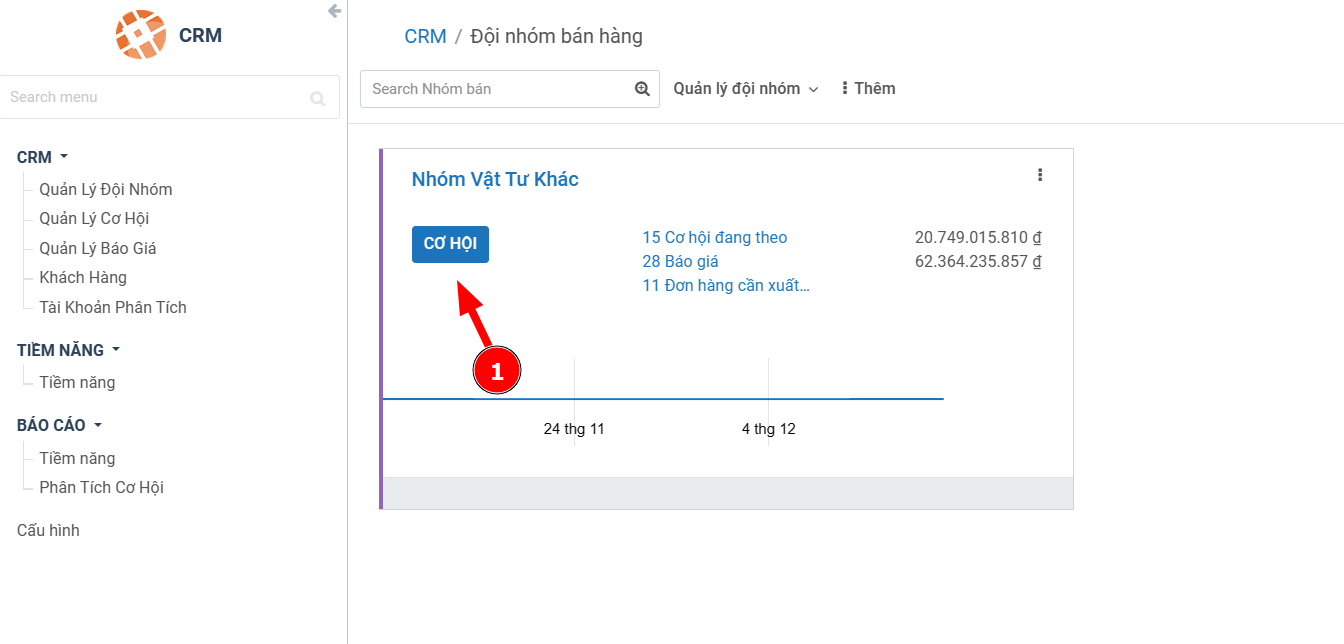 CRM
Search menu
CRM
Quản Lý Đội Nhóm
Quản Lý Cơ Hội
Quản Lý Báo Giá
Khách Hàng
Tài Khoản Phân Tích
TIỀM NĂNG
Tiềm năng
BÁO CÁO
Tiềm năng
Phân Tích Cơ Hội
Cấu hình
CRM / Đội nhóm bán hàng
Search Nhóm bán
Quản lý đội nhóm
Thêm
Nhóm Vật Tư Khác
CƠ HỘI
15 Cơ hội đang theo
20.749.015.810 ₫
28 Báo giá
62.364.235.857 ₫
11 Đơn hàng cần xuất...
1
24 thg 11
4 thg 12